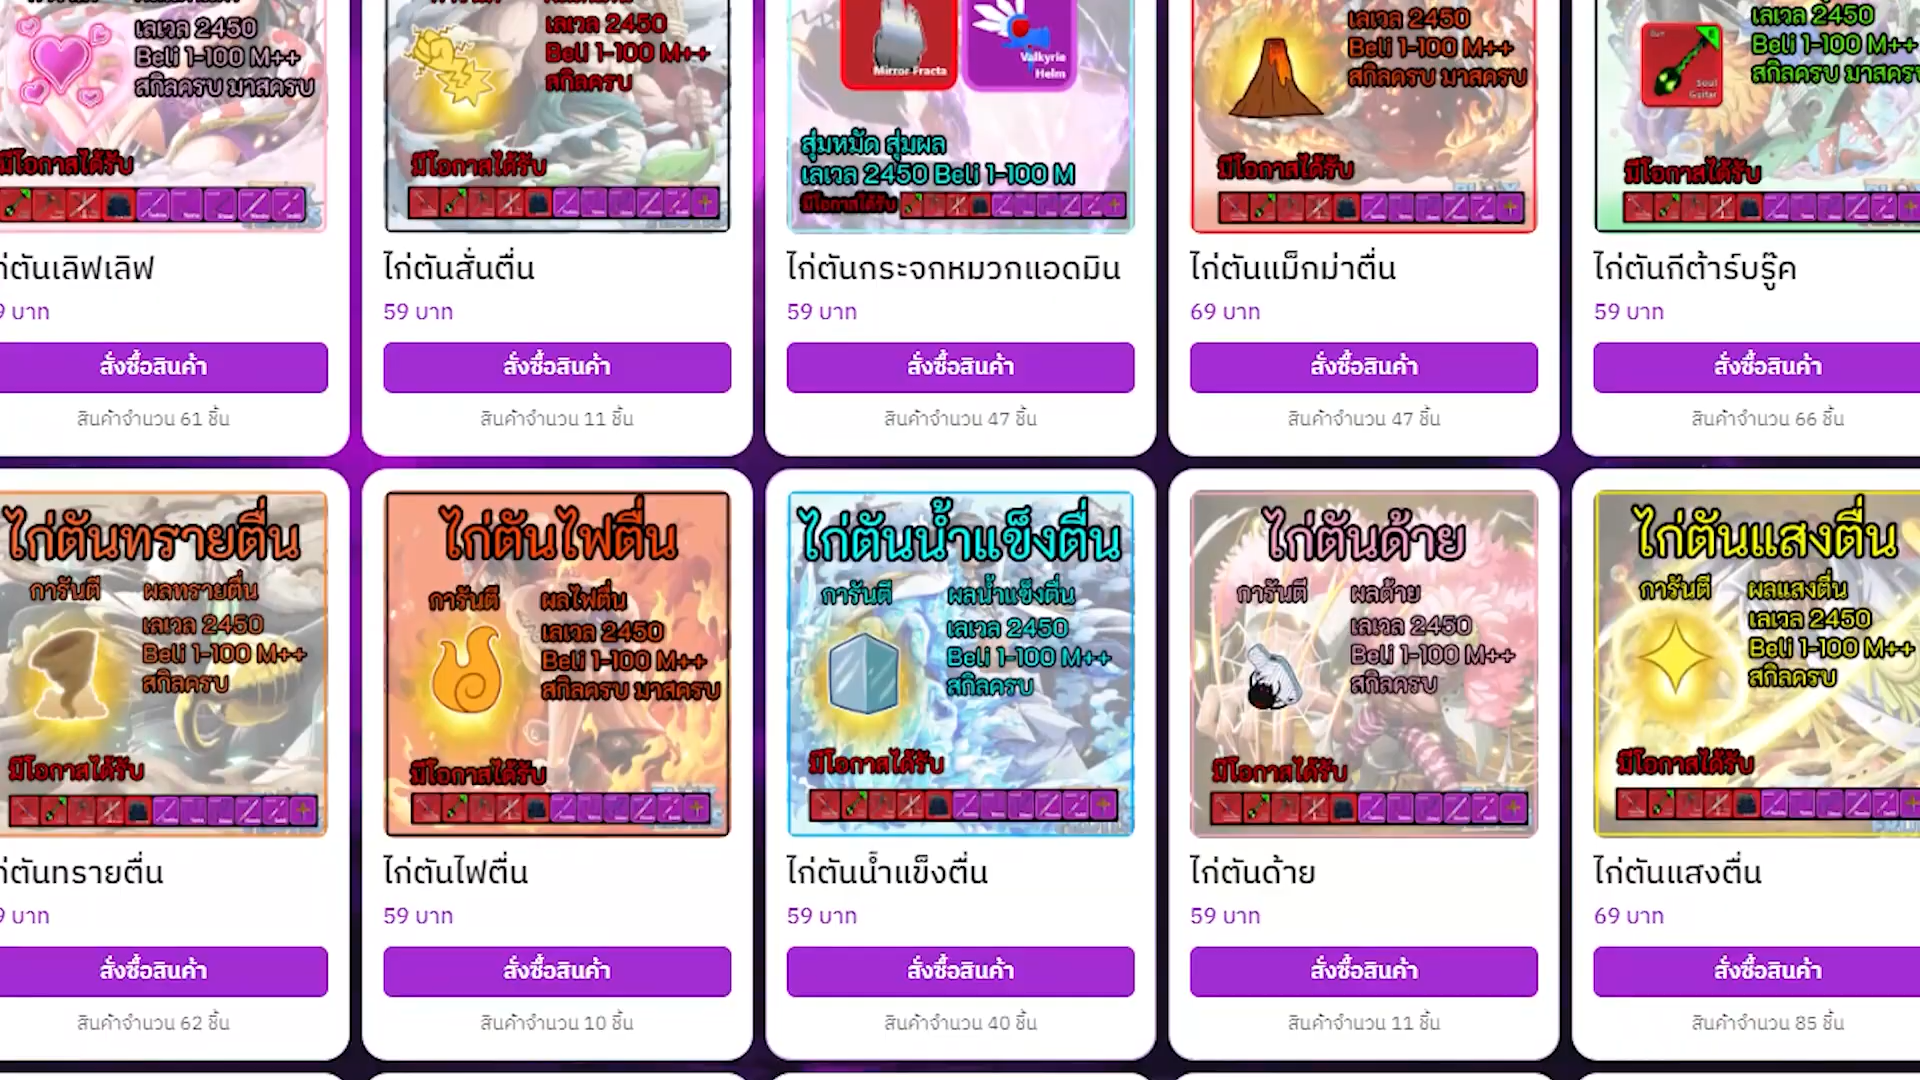 เลเวล 2450
Beli 1-100 M++
สกิลครบ มาสครบ
มีโอกาสได้รับ
เลเวล 2450
Beli 1-100 M++
สกิลครบ
มีโอกาสได้รับ
Mirror Fracta
Valkyrie
Helm
สุ่มหมัด สุ่มผล
เลเวล 2450 Beli 1-100 M
มีโอกาสได้รับ
เลเวล 2450
Beli 1-100 M++
สกิลครบ มาสครบ
มีโอกาสได้รับ
เลเวล 2450
Beli 1-100 M++
สกิลครบ มาสคร
Soul
Guitar
มีโอกาสได้รับ
ก่ตันเลิฟเลิฟ
9 บาท
สั่งซื้อสินค้า
สินค้าจำนวน 61 ชิ้น
ไก่ตันสั่นตื่น
59 บาท
สั่งซื้อสินค้า
สินค้าจำนวน 11 ชิ้น
ไก่ตันกระจกหมวกแอดมิน
59 บาท
สั่งซื้อสินค้า
สินค้าจำนวน 47 ชิ้น
ไก่ตันแม็กม่าตื่น
69 บาท
สั่งซื้อสินค้า
สินค้าจำนวน 47 ชิ้น
ไก่ตันกีต้าร์บรู๊ค
59 บาท
สั่งซื้อสินค้า
สินค้าจำนวน 66 ชิ้น
ไก่ตันทรายตื่น
การันตี ผลทรายตื่น
เลเวล 2450
Beli 1-100 M++
สกิลครบ
มีโอกาสได้รับ
ก่ตันทรายตื่น
9 บาท
สั่งซื้อสินค้า
สินค้าจำนวน 62 ชิ้น
ไก่ตันไฟตื่น
การันตี ผลไฟตื่น
เลเวล 2450
Beli 1-100 M++
สกิลครบ มาสครบ
มีโอกาสได้รับ
ไก่ตันไฟตื่น
59 บาท
สั่งซื้อสินค้า
สินค้าจำนวน 10 ชิ้น
ไก่ตันน้ำแข็งตื่น
การันตี ผลน้ำแข็งตื่น
เลเวล 2450
Beli 1-100 M++
สกิลครบ
มีโอกาสได้รับ
ไก่ตันน้ำแข็งตื่น
59 บาท
สั่งซื้อสินค้า
สินค้าจำนวน 40 ชิ้น
ไก่ตันด้าย
การันตี ผลด้าย
เลเวล 2450
Beli 1-100 M++
สกิลครบ
มีโอกาสได้รับ
ไก่ตันด้าย
59 บาท
สั่งซื้อสินค้า
สินค้าจำนวน 11 ชิ้น
ไก่ตันแสงตื่น
การันตี ผลแสงตื่น
เลเวล 2450
Beli 1-100 M++
สกิลครบ
มีโอกาสได้รับ
ไก่ตันแสงตื่น
69 บาท
สั่งซื้อสินค้า
สินค้าจำนวน 85 ชิ้น